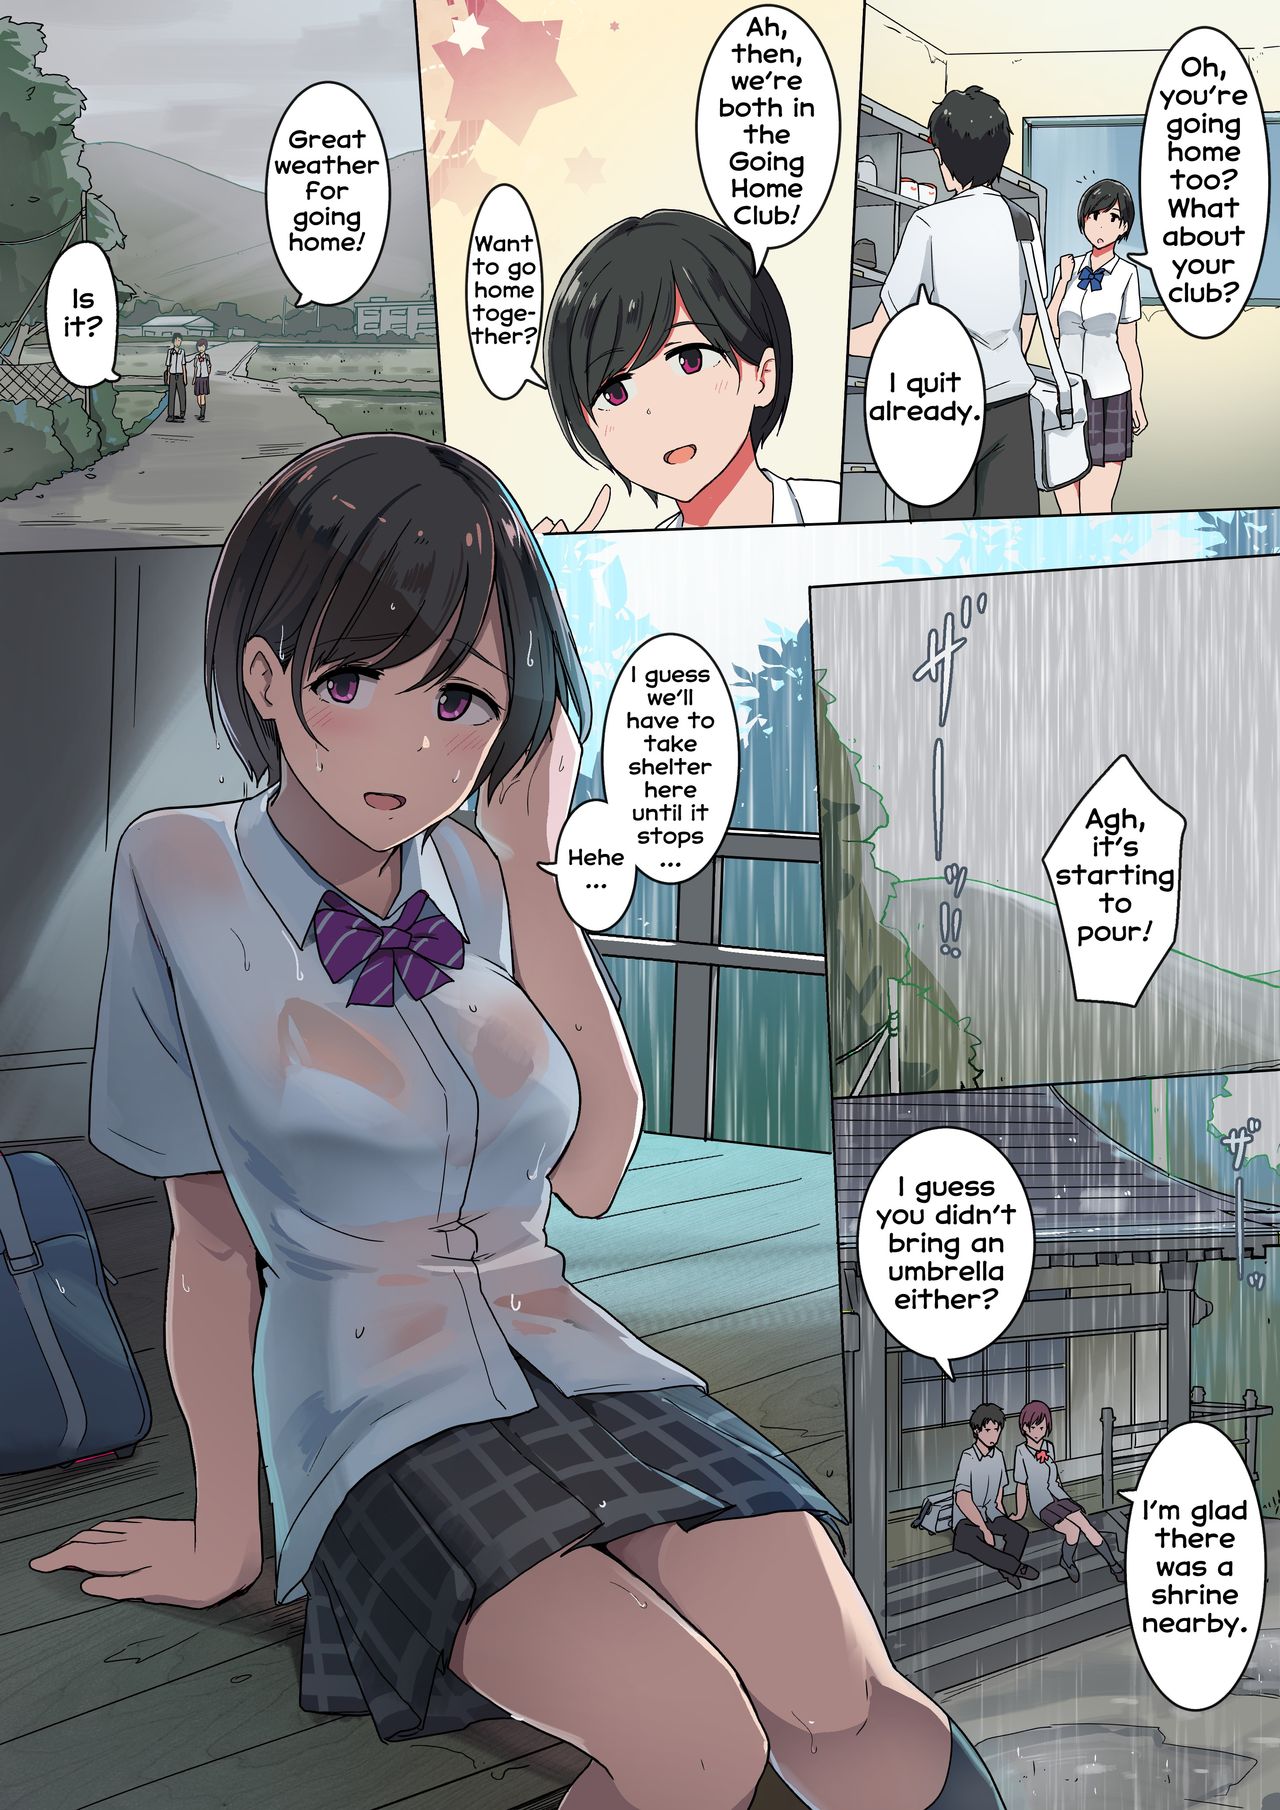 Oh,
you're
going
home
too?
What
about
your
club?
I quit
already.
Ah,
then,
we're
both in
the
Going
Home
Club!
Want
to go
home
toge-
ther?
Great
weather
for
going
home!
Is
it?
ザーッ!!
Agh,
it's
starting
to
pour!
ザー
I guess
you didn't
bring an
umbrella
either?
I'm glad
there
was a
shrine
nearby.
I guess
we'll
have to
take
shelter
here
until it
stops
...
Hehe
...